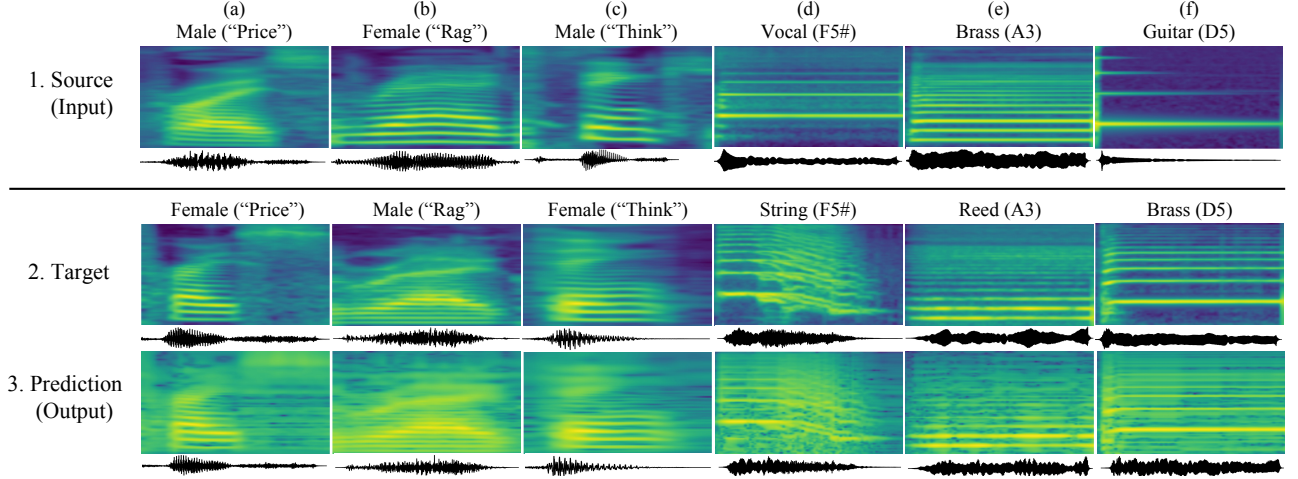 (a) (b) (c) (d) (e) (f)
Male (“Price”) Female (“Rag”) Male (“Think”) Vocal (F5#) Brass (A3) Guitar (D5)
1. Source
(Input)
Female (“Price”) Male (“Rag”) Female (“Think”) String (F5#) Reed (A3) Brass (D5)
2. Target
3. Prediction
(Output)